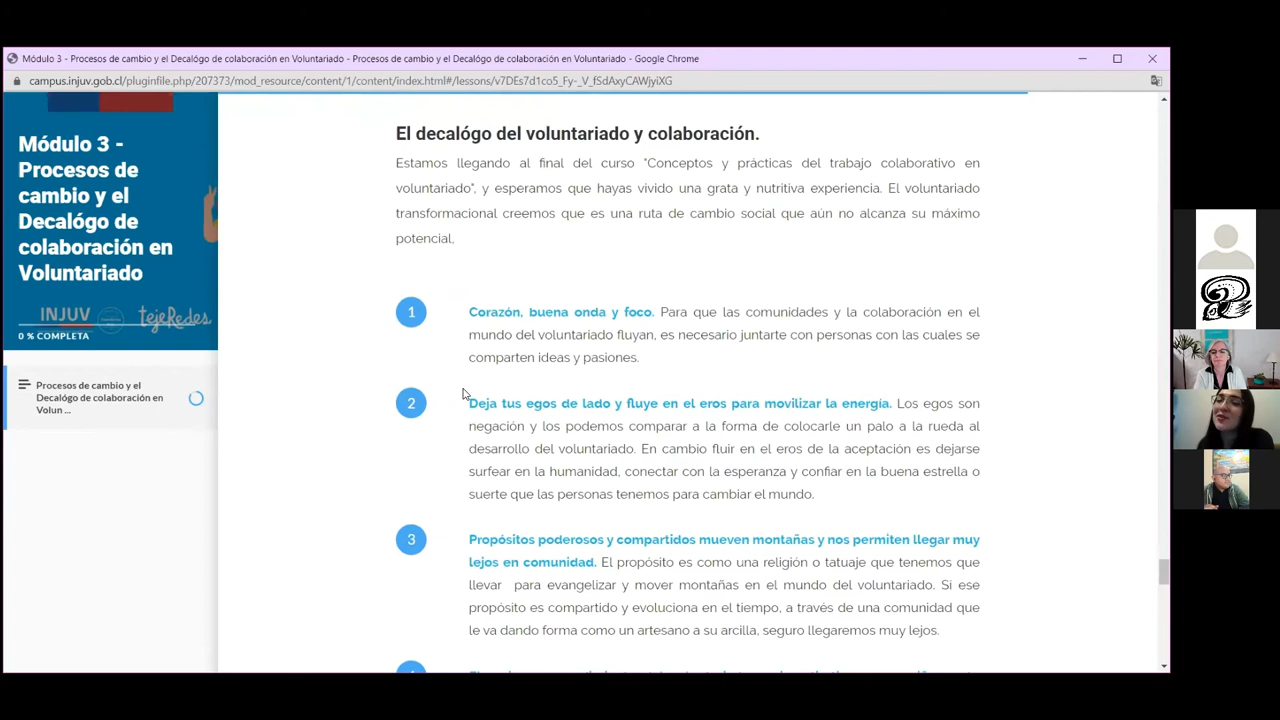 Módulo 3 - Procesos de cambio y el Decalógo de colaboración en Voluntariado - Procesos de cambio y el Decalógo de colaboración en Voluntariado - Google Chrome
campus.injuv.gob.cl/pluginfile.php/207373/mod_resource/content/1/content/index.html#/lessons/v7DEs7d1co5_Fy-_V_fSdAxyCAWjyiXG
Módulo 3 -
Procesos de
cambio y el
Decalógo de
colaboración en
Voluntariado
INJUV
tejeRedes
0 % COMPLETA
Procesos de cambio y el
Decalógo de colaboración en
Volun ...
El decalógo del voluntariado y colaboración.
Estamos llegando al final del curso "Conceptos y prácticas del trabajo colaborativo en
voluntariado", y esperamos que hayas vivido una grata y nutritiva experiencia. El voluntariado
transformacional creemos que es una ruta de cambio social que aún no alcanza su máximo
potencial,
1
Corazón, buena onda y foco. Para que las comunidades y la colaboración en el
mundo del voluntariado fluyan, es necesario juntarte con personas con las cuales se
comparten ideas y pasiones.
2
Deja tus egos de lado y fluye en el eros para movilizar la energía. Los egos son
negación y los podemos comparar a la forma de colocarle un palo a la rueda al
desarrollo del voluntariado. En cambio fluir en el eros de la aceptación es dejarse
surfear en la humanidad, conectar con la esperanza y confiar en la buena estrella o
suerte que las personas tenemos para cambiar el mundo.
3
Propósitos poderosos y compartidos mueven montañas y nos permiten llegar muy
lejos en comunidad. El propósito es como una religión o tatuaje que tenemos que
llevar para evangelizar y mover montañas en el mundo del voluntariado. Si ese
propósito es compartido y evoluciona en el tiempo, a través de una comunidad que
le va dando forma como un artesano a su arcilla, seguro llegaremos muy lejos.